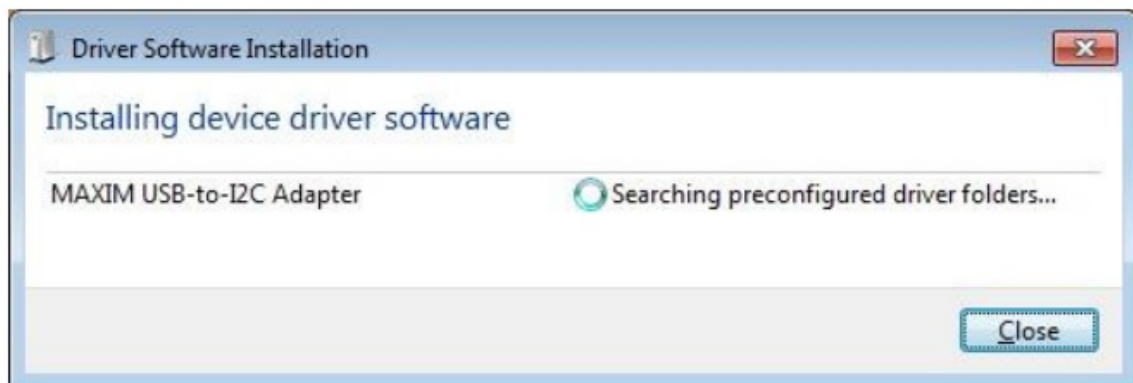 Driver Software Installation
Installing device driver software
MAXIM USB-to-I2C Adapter Searching preconfigured driver folders...
Close